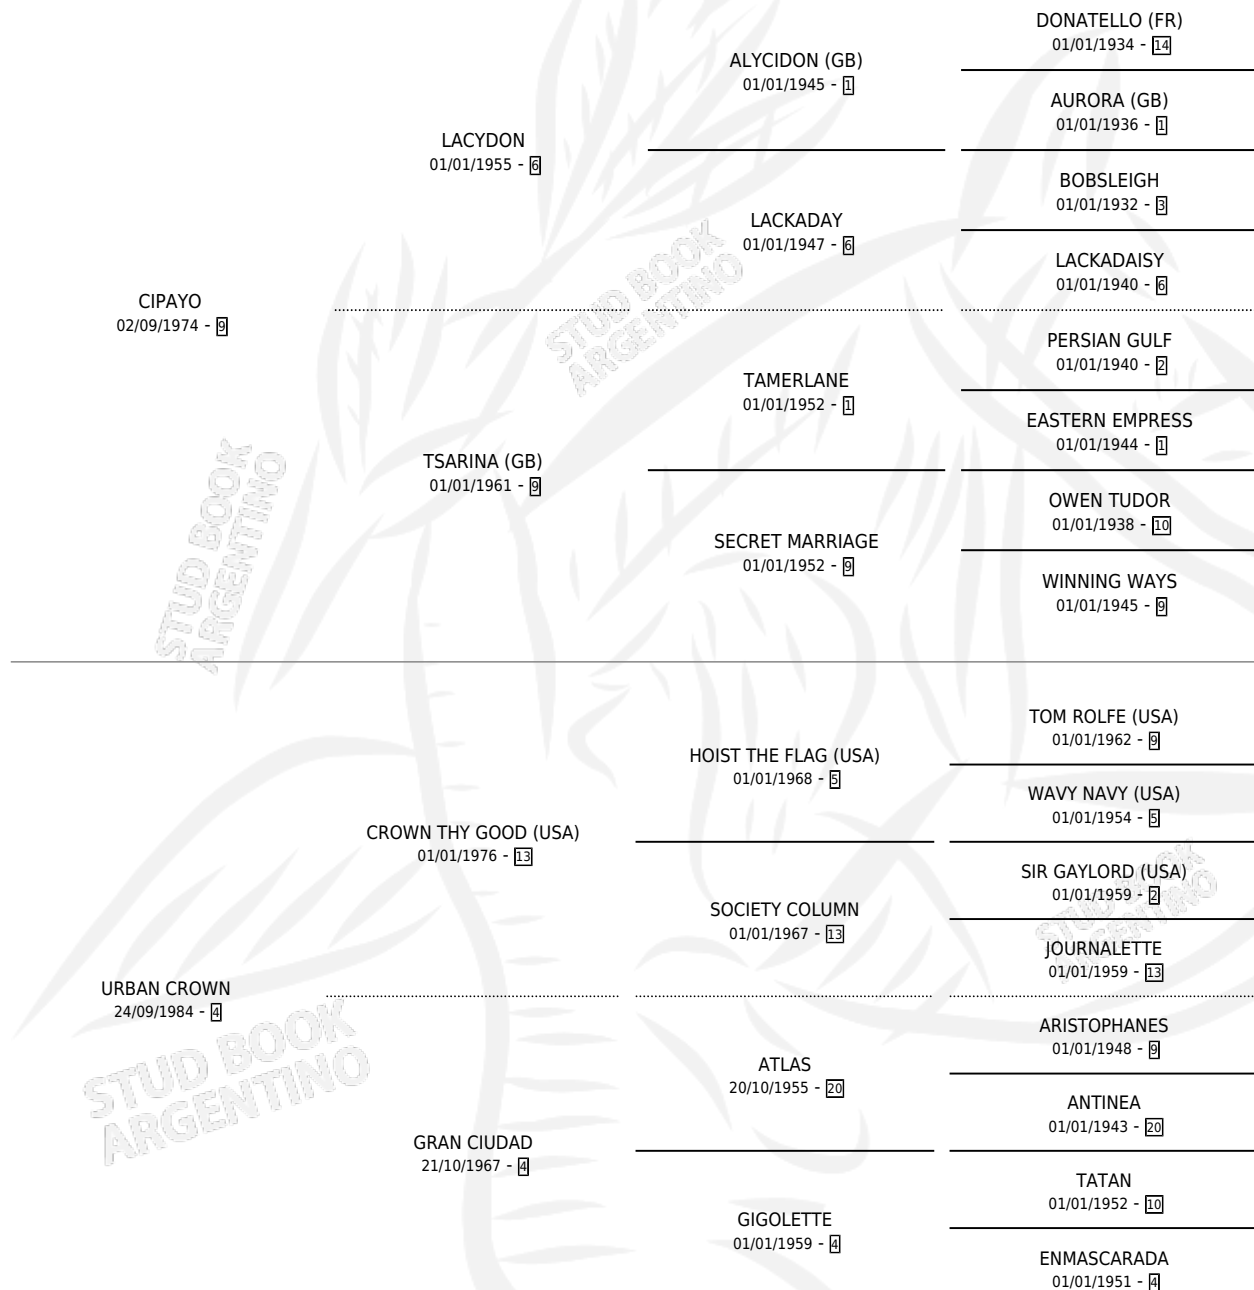 DONATELLO (FR)
01/01/1934 - 14
ALYCIDON (GB)
01/01/1945 - 1
AURORA (GB)
01/01/1936 - 1
LACYDON
01/01/1955 - 6
BOBSLEIGH
01/01/1932 - 3
LACKADAY
01/01/1947 - 6
LACKADAISY
01/01/1940 - 6
CIPAYO
02/09/1974 - 9
PERSIAN GULF
01/01/1940 - 2
TAMERLANE
01/01/1952 - 1
EASTERN EMPRESS
01/01/1944 - 1
TSARINA (GB)
01/01/1961 - 9
OWEN TUDOR
01/01/1938 - 10
SECRET MARRIAGE
01/01/1952 - 9
WINNING WAYS
01/01/1945 - 9
TOM ROLFE (USA)
01/01/1962 - 9
HOIST THE FLAG (USA)
01/01/1968 - 5
WAVY NAVY (USA)
01/01/1954 - 5
CROWN THY GOOD (USA)
01/01/1976 - 13
SIR GAYLORD (USA)
01/01/1959 - 2
SOCIETY COLUMN
01/01/1967 - 13
JOURNALETTE
01/01/1959 - 13
URBAN CROWN
24/09/1984 - 4
ARISTOPHANES
01/01/1948 - 9
ATLAS
20/10/1955 - 20
ANTINEA
01/01/1943 - 20
GRAN CIUDAD
21/10/1967 - 4
TATAN
01/01/1952 - 10
GIGOLETTE
01/01/1959 - 4
ENMASCARADA
01/01/1951 - 4
STUD BOOK
ARGENTINO
STUD BOOK
ARGENTINO
STUD BOOK
ARGENTINO
STUD BOOK
ARGENTINO